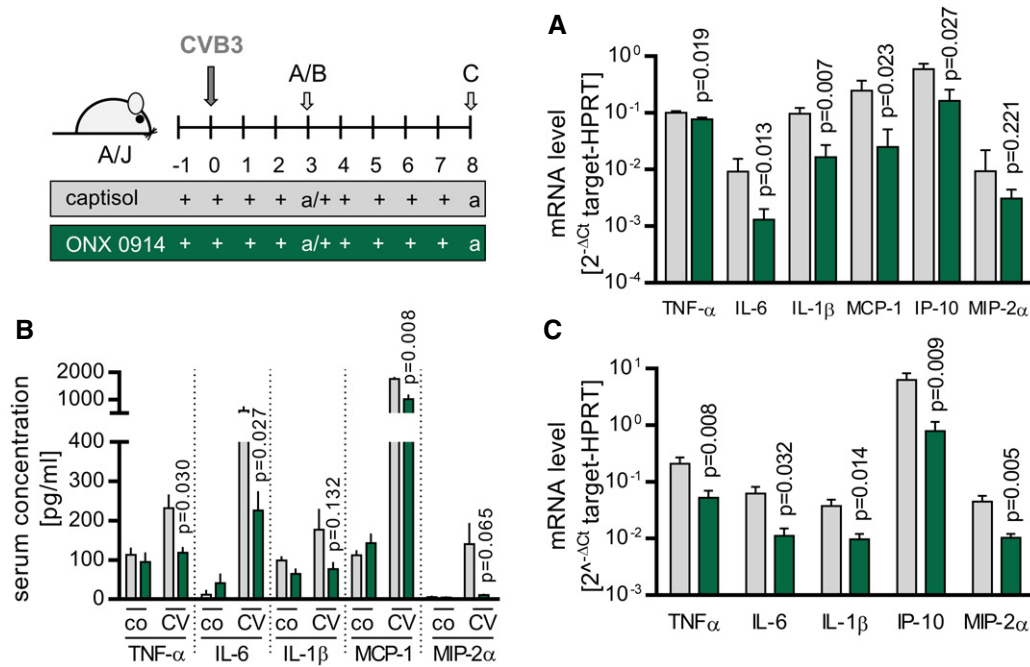 CVB3
A/B
C
A/J
-1 0 1 2 3 4 5 6 7 8
captisol + + + + a/+ + + + + a
ONX 0914 + + + + a/+ + + + + a
A
mRNA level
[2^-ΔCt target-HPRT]
10^0
10^-1
10^-2
10^-3
10^-4
p=0.019
p=0.013
p=0.007
p=0.023
p=0.027
p=0.221
TNF-α IL-6 IL-1β MCP-1 IP-10 MIP-2α
B
serum concentration
[pg/ml]
2000
1000
400
300
200
100
0
p=0.030
p=0.027
p=0.132
p=0.008
p=0.065
co CV co CV co CV co CV co CV
TNF-α IL-6 IL-1β MCP-1 MIP-2α
C
mRNA level
[2^-ΔCt target-HPRT]
10^1
10^0
10^-1
10^-2
10^-3
p=0.008
p=0.032
p=0.014
p=0.009
p=0.005
TNFα IL-6 IL-1β IP-10 MIP-2α